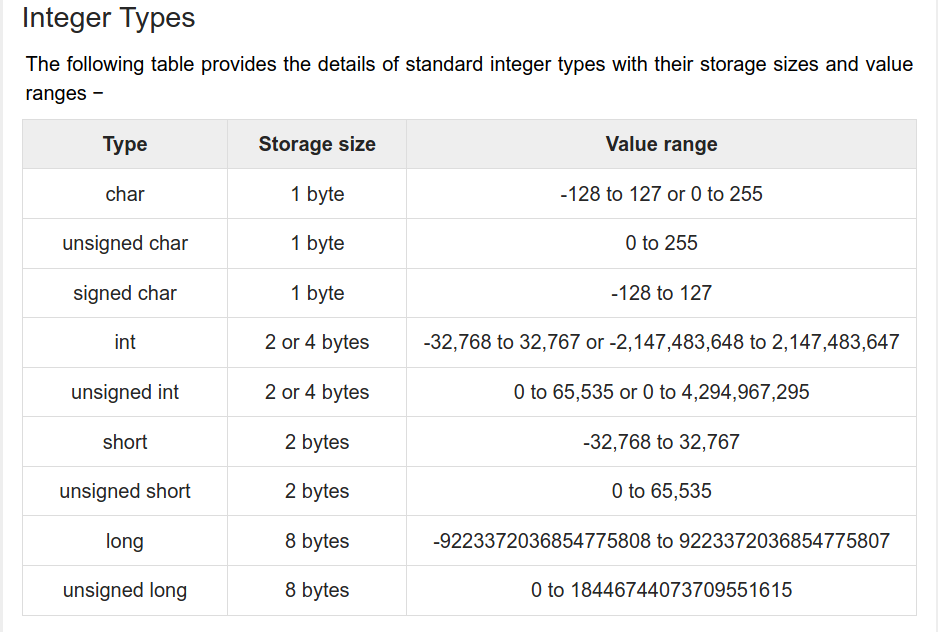 Integer Types
The following table provides the details of standard integer types with their storage sizes and value
ranges −
Type Storage size Value range
char 1 byte -128 to 127 or 0 to 255
unsigned char 1 byte 0 to 255
signed char 1 byte -128 to 127
int 2 or 4 bytes -32,768 to 32,767 or -2,147,483,648 to 2,147,483,647
unsigned int 2 or 4 bytes 0 to 65,535 or 0 to 4,294,967,295
short 2 bytes -32,768 to 32,767
unsigned short 2 bytes 0 to 65,535
long 8 bytes -9223372036854775808 to 9223372036854775807
unsigned long 8 bytes 0 to 18446744073709551615